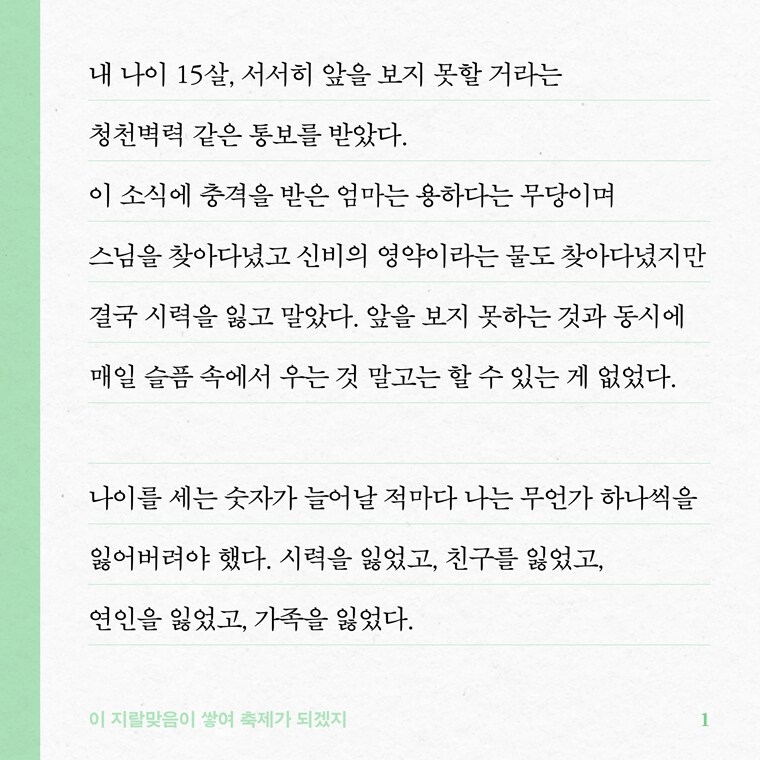 내 나이 15살, 서서히 앞을 보지 못할 거라는
청천벽력 같은 통보를 받았다.
이 소식에 충격을 받은 엄마는 용하다는 무당이며
스님을 찾아다녔고 신비의 영약이라는 물도 찾아다녔지만
결국 시력을 잃고 말았다. 앞을 보지 못하는 것과 동시에
매일 슬픔 속에서 우는 것 말고는 할 수 있는 게 없었다.
나이를 세는 숫자가 늘어날 적마다 나는 무언가 하나씩을
잃어버려야 했다. 시력을 잃었고, 친구를 잃었고,
연인을 잃었고, 가족을 잃었다.
이 지랄맞음이 쌓여 축제가 되겠지 1